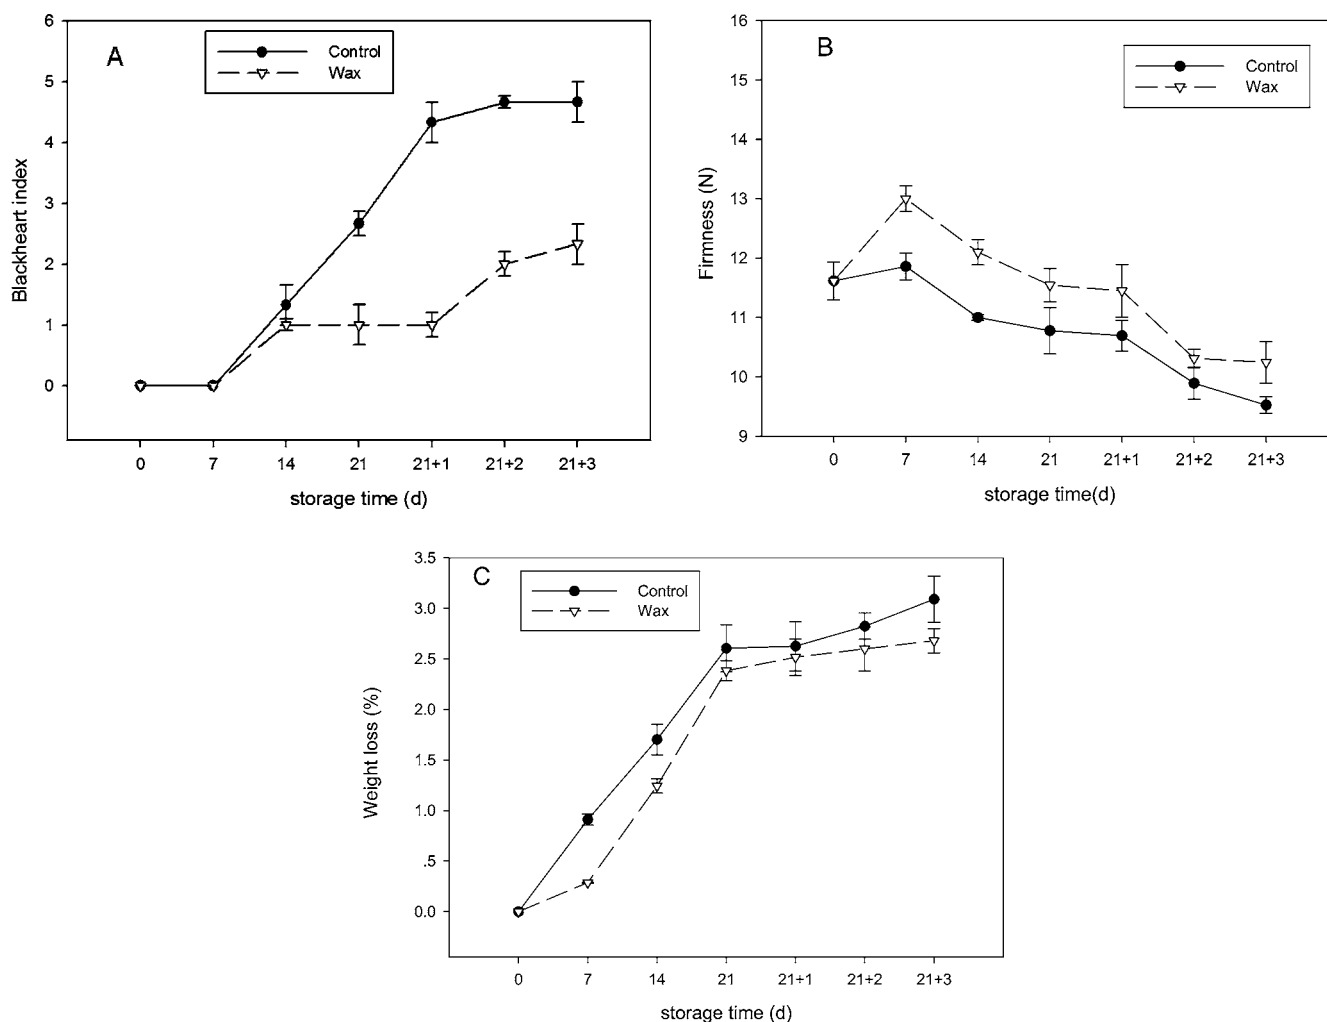 A
Control
Wax
6
5
4
3
2
1
0
Blackheart index
0 7 14 21 21+1 21+2 21+3
storage time (d)
B
Control
Wax
16
15
14
13
12
11
10
9
Firmness (N)
0 7 14 21 21+1 21+2 21+3
storage time(d)
C
Control
Wax
3.5
3.0
2.5
2.0
1.5
1.0
.5
0.0
Weight loss (%)
0 7 14 21 21+1 21+2 21+3
storage time (d)